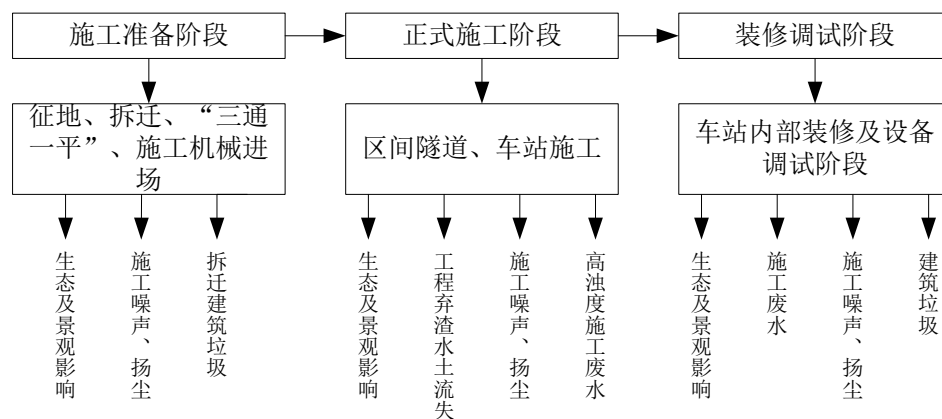 施工准备阶段
正式施工阶段
装修调试阶段
征地、拆迁、“三通
一平”、施工机械进
场
区间隧道、车站施工
车站内部装修及设备
调试阶段
生态及景观影响
施工噪声、扬尘
拆迁建筑垃圾
生态及景观影响
工程弃渣水土流失
施工噪声、扬尘
高浊度施工废水
生态及景观影响
施工废水
施工噪声、扬尘
建筑垃圾